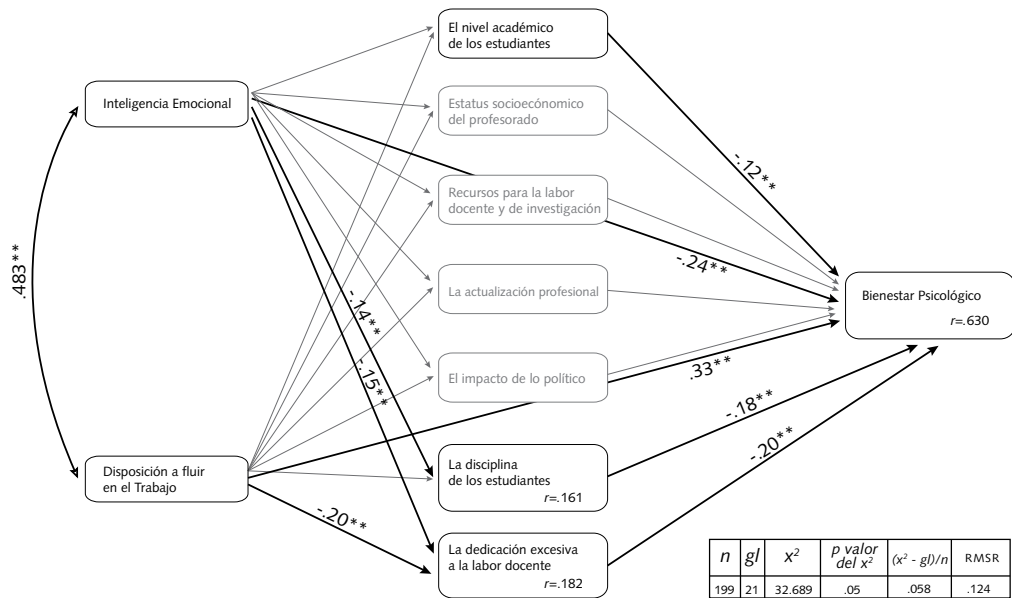 El nivel académico
de los estudiantes
Inteligencia Emocional
Estatus socioecónomico
del profesorado
-.12**
Recursos para la labor
docente y de investigación
-.24**
.483**
La actualización profesional
Bienestar Psicológico
r=.630
-.14**
-.15**
El impacto de lo político
.33**
-.18**
Disposición a fluir
en el Trabajo
La disciplina
de los estudiantes
r=.161
-.20**
-.20**
La dedicación excesiva
a la labor docente
r=.182
n gl x² p valor del x² (x² - gl)/n RMSR
199 21 32.689 .05 .058 .124